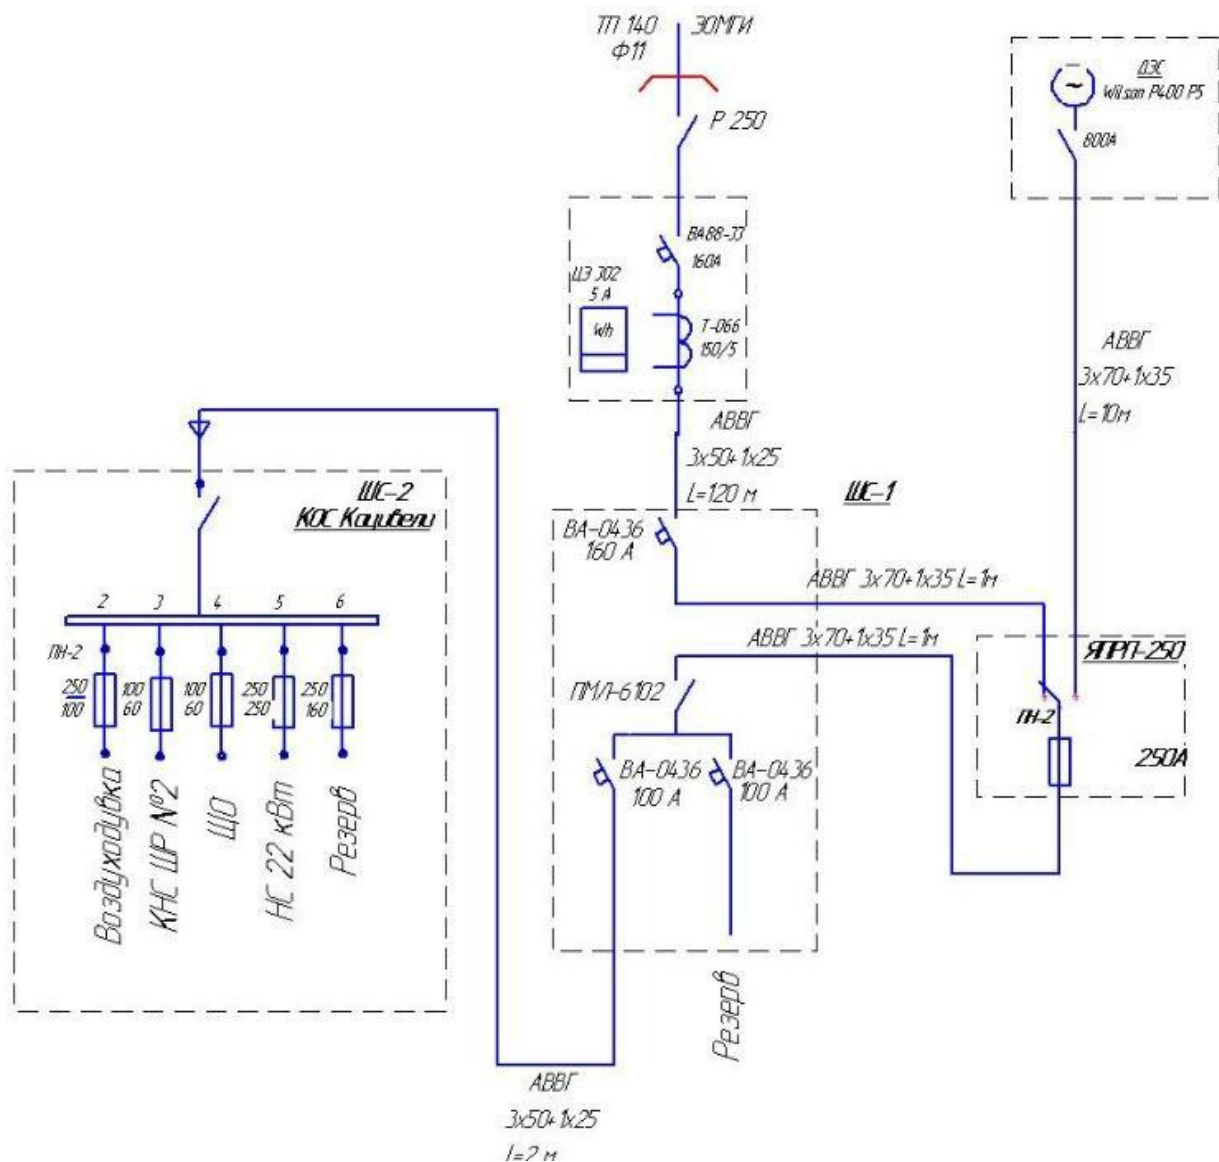 ТП 140 ЭОМГИ
Ф11
Р 250
ДЭС
Wilson P400 P5
800А
ВА88-33
160А
ЦЭ 302
5 А
Wh
Т-066
150/5
АВВГ
3х70+1х35
L=10м
АВВГ
3х50+1х25
L=120 м
ШС-2
КОС Кацивели
2 3 4 5 6
ПН-2
250
100
100
60
100
60
250
250
250
160
Воздуходувка
КНС ШР №2
ЩО
НС 22 кВт
Резерв
ШС-1
ВА-0436
160 А
АВВГ 3х70+1х35 L=1м
АВВГ 3х70+1х35 L=1м
ПМЛ-6102
ВА-0436
100 А
ВА-0436
100 А
Резерв
ЯПРП-250
ПН-2
250А
АВВГ
3х50+1х25
L=2 м